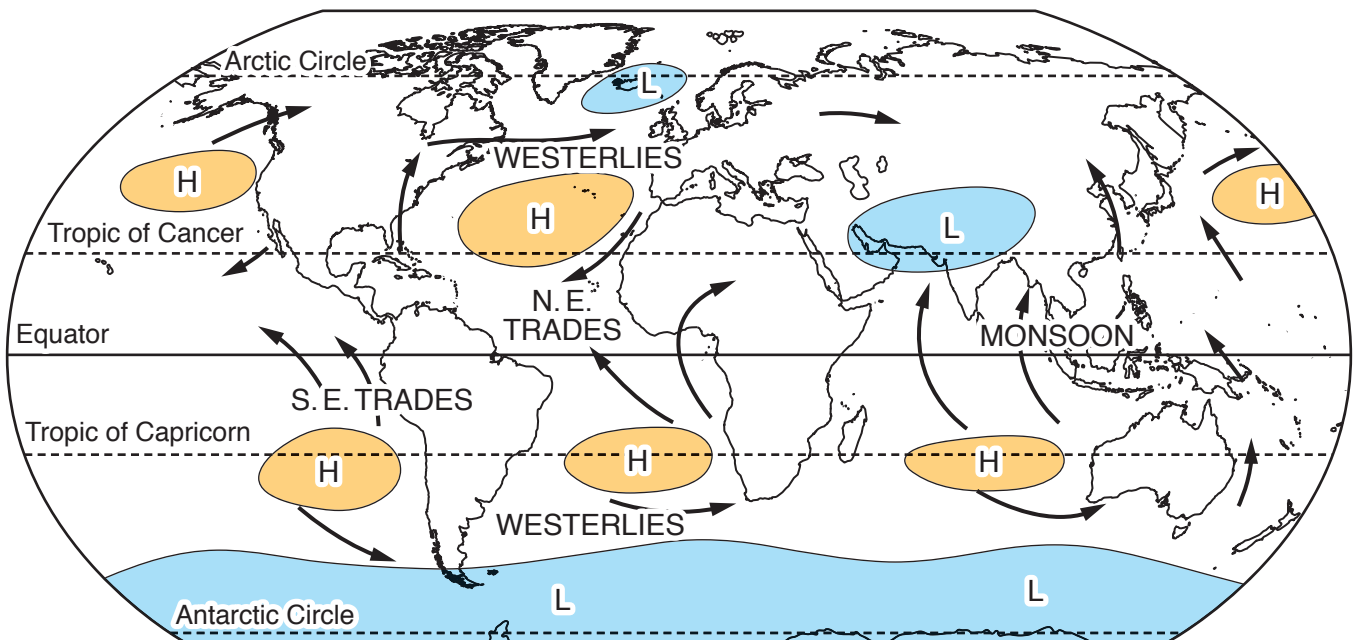 Arctic Circle
L
WESTERLIES
H
H
H
Tropic of Cancer
L
N. E.
TRADES
MONSOON
Equator
S. E. TRADES
Tropic of Capricorn
H
H
H
WESTERLIES
L
L
Antarctic Circle